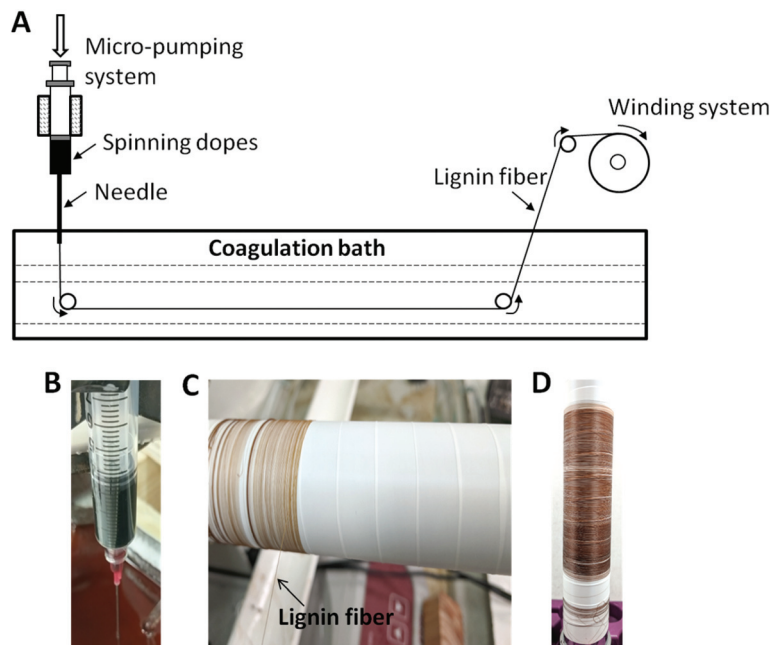 A
Micro-pumping
system
Winding system
Spinning dopes
Lignin fiber
Needle
Coagulation bath
B
C
D
Lignin fiber